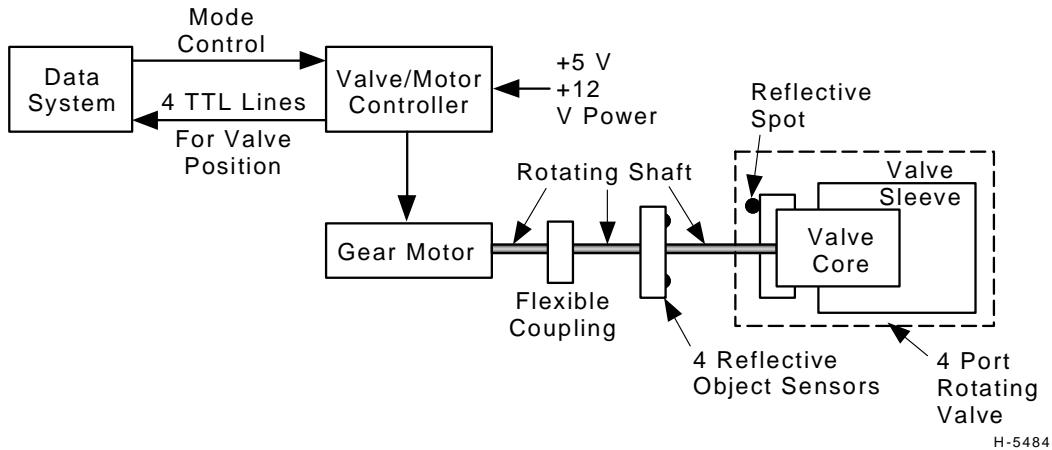 Mode
Control
Data
System
4 TTL Lines
For Valve
Position
Valve/Motor
Controller
+5 V
+12
V Power
Reflective
Spot
Rotating Shaft
Valve
Sleeve
Gear Motor
Valve
Core
Flexible
Coupling
4 Reflective
Object Sensors
4 Port
Rotating
Valve
H-5484